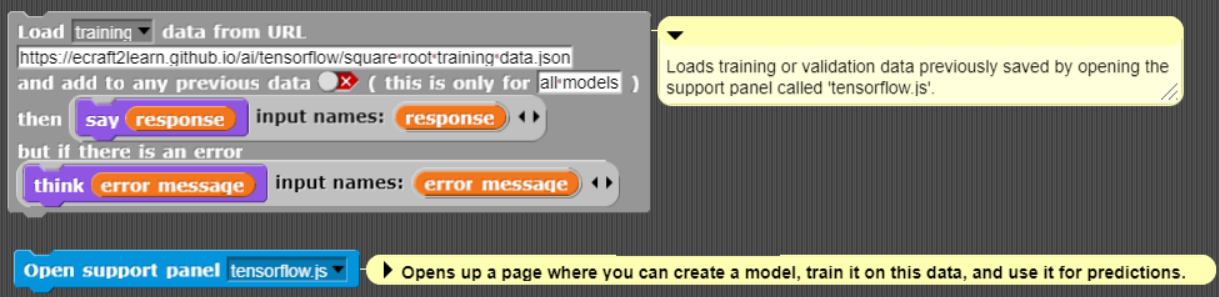 Load training data from URL
https://ecraft2learn.github.io/ai/tensorflow/square root training data.json
and add to any previous data ( this is only for all models )
then say response input names: response
but if there is an error
think error message input names: error message
Loads training or validation data previously saved by opening the
support panel called 'tensorflow.js'.
Open support panel tensorflow.js
Opens up a page where you can create a model, train it on this data, and use it for predictions.